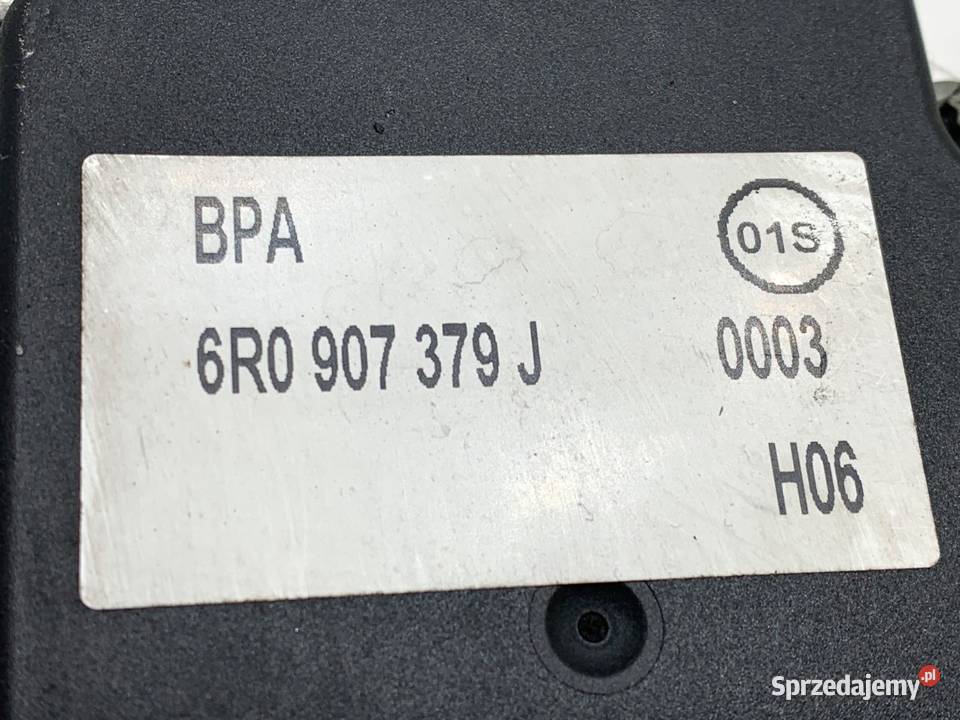 BPA 01S
6R0 907 379 J 0003
H06
Sprzedajemy.pl